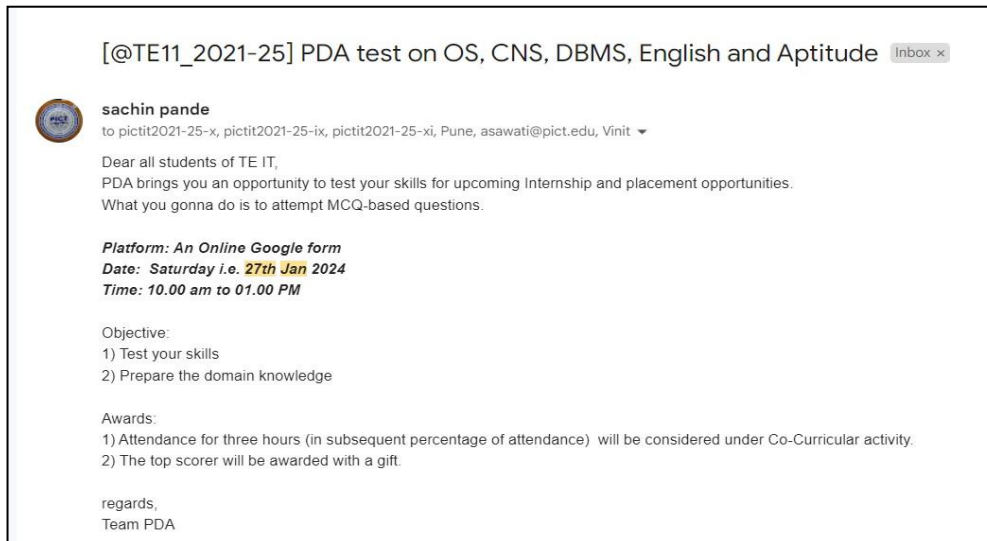 [@TE11_2021-25] PDA test on OS, CNS, DBMS, English and Aptitude Inbox ×
PICT
sachin pande
to pictit2021-25-x, pictit2021-25-ix, pictit2021-25-xi, Pune, asawati@pict.edu, Vinit
Dear all students of TE IT,
PDA brings you an opportunity to test your skills for upcoming Internship and placement opportunities.
What you gonna do is to attempt MCQ-based questions.
Platform: An Online Google form
Date:  Saturday i.e. 27th Jan 2024
Time: 10.00 am to 01.00 PM
Objective:
1) Test your skills
2) Prepare the domain knowledge
Awards:
1) Attendance for three hours (in subsequent percentage of attendance)  will be considered under Co-Curricular activity.
2) The top scorer will be awarded with a gift.
regards,
Team PDA